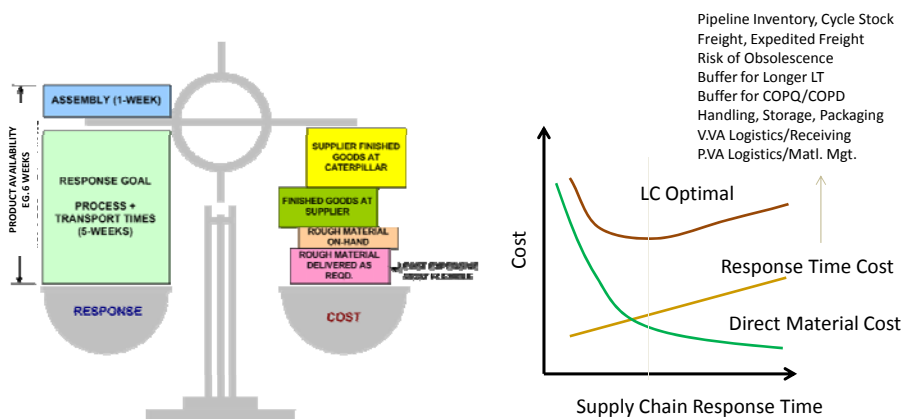 PRODUCT AVAILABILITY
EG. 6 WEEKS
ASSEMBLY (1-WEEK)
RESPONSE GOAL
PROCESS +
TRANSPORT TIMES
(5-WEEKS)
RESPONSE
SUPPLIER FINISHED
GOODS AT
CATERPILLAR
FINISHED GOODS AT
SUPPLIER
ROUGH MATERIAL
ON-HAND
ROUGH MATERIAL
DELIVERED AS
REQD.
LEAST EXPENSIVE
MOST FLEXIBLE
COST
Pipeline Inventory, Cycle Stock
Freight, Expedited Freight
Risk of Obsolescence
Buffer for Longer LT
Buffer for COPQ/COPD
Handling, Storage, Packaging
V.VA Logistics/Receiving
P.VA Logistics/Matl. Mgt.
LC Optimal
Cost
Response Time Cost
Direct Material Cost
Supply Chain Response Time